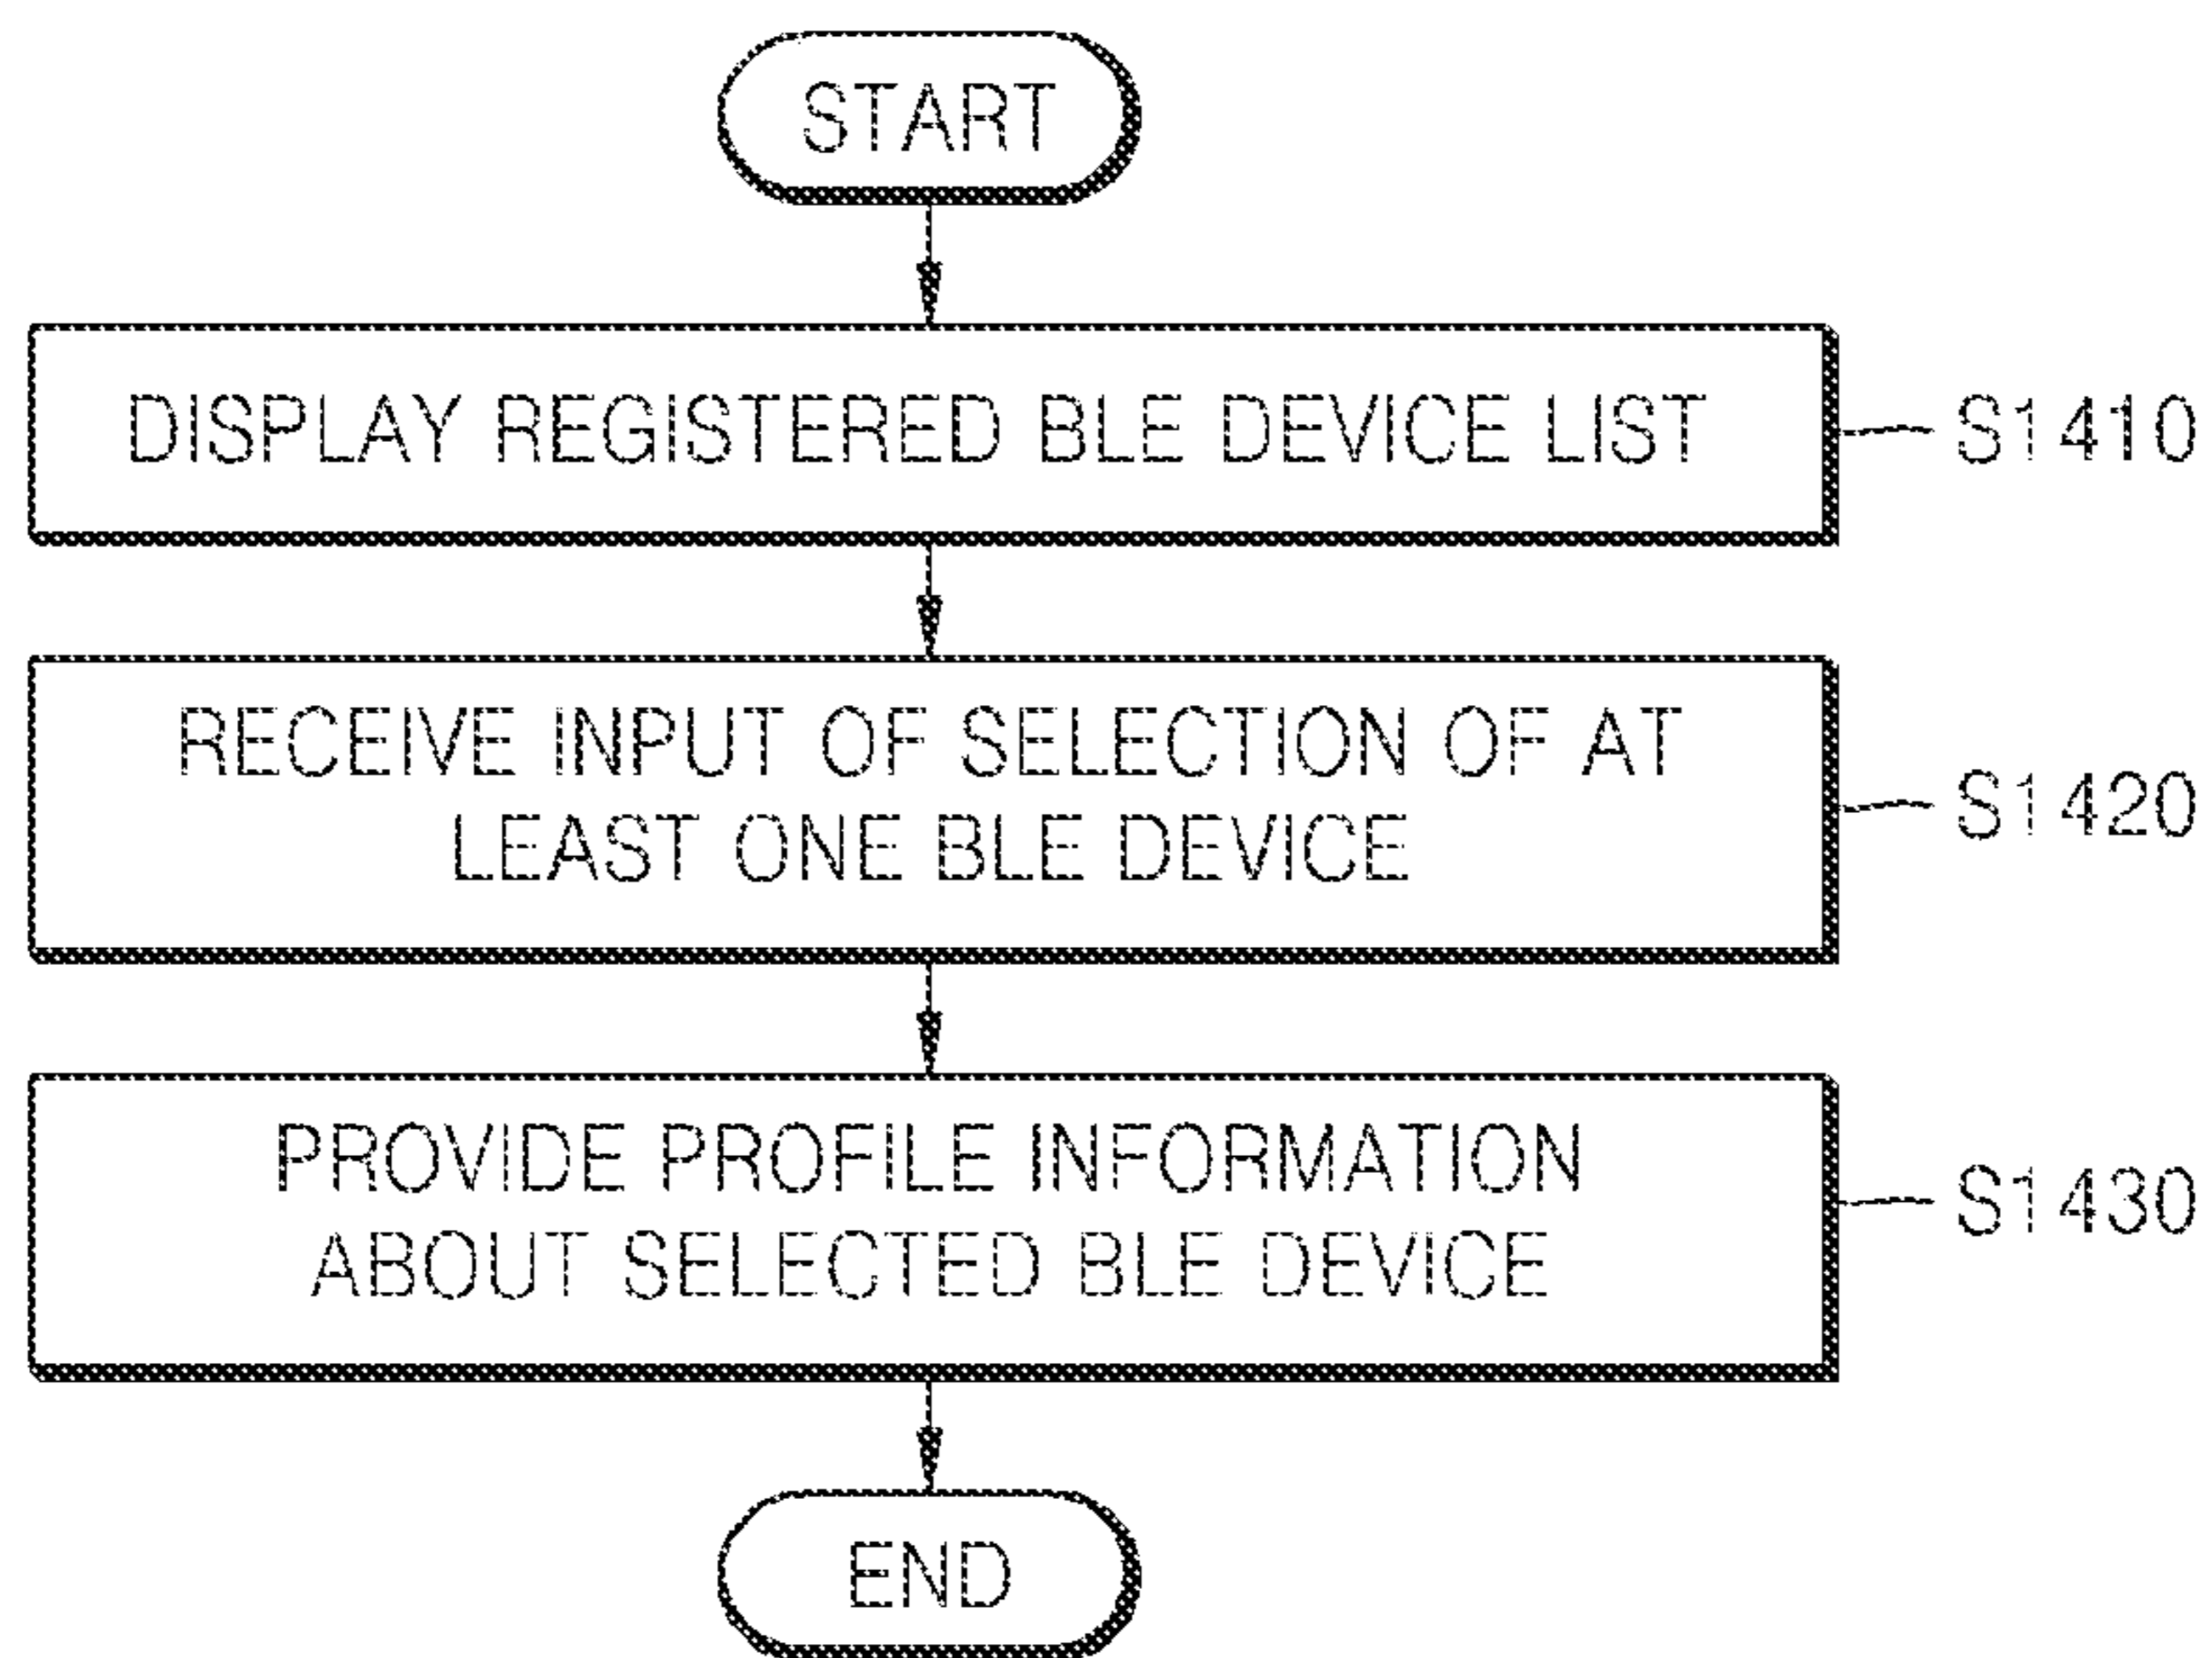 START
DISPLAY REGISTERED BLE DEVICE LIST
S1410
RECEIVE INPUT OF SELECTION OF AT
LEAST ONE BLE DEVICE
S1420
PROVIDE PROFILE INFORMATION
ABOUT SELECTED BLE DEVICE
S1430
END